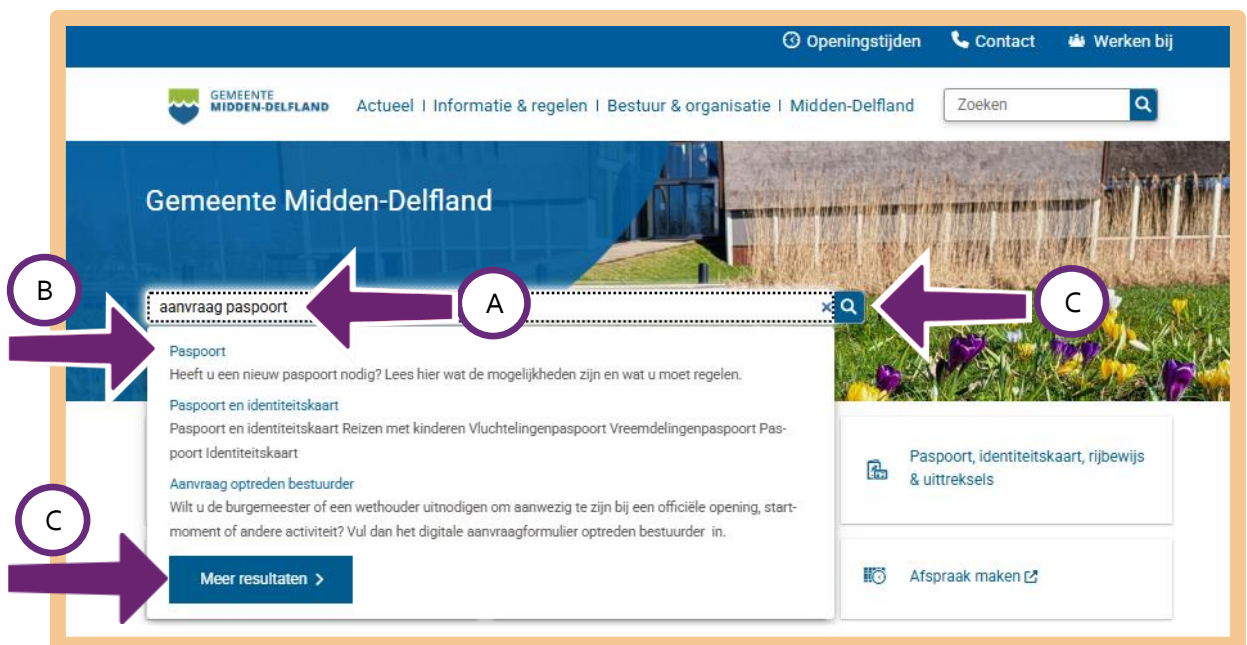 Openingstijden Contact Werken bij
GEMEENTE
MIDDEN-DELFLAND
Actueel I Informatie & regelen I Bestuur & organisatie I Midden-Delfland
Zoeken
Gemeente Midden-Delfland
B
A
C
aanvraag paspoort
Paspoort
Heeft u een nieuw paspoort nodig? Lees hier wat de mogelijkheden zijn en wat u moet regelen.
Paspoort en identiteitskaart
Paspoort en identiteitskaart Reizen met kinderen Vluchtelingenpaspoort Vreemdelingenpaspoort Pas-
poort Identiteitskaart
Aanvraag optreden bestuurder
Wilt u de burgemeester of een wethouder uitnodigen om aanwezig te zijn bij een officiële opening, start-
moment of andere activiteit? Vul dan het digitale aanvraagformulier optreden bestuurder in.
C
Meer resultaten
Paspoort, identiteitskaart, rijbewijs
& uittreksels
Afspraak maken